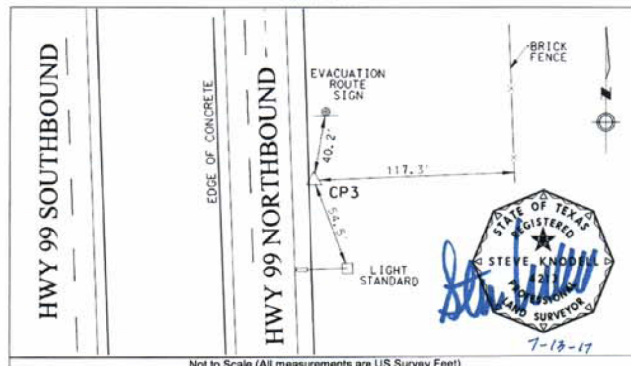 HWY 99 SOUTHBOUND
EDGE OF CONCRETE
HWY 99 NORTHBOUND
EVACUATION
ROUTE
SIGN
40.2'
CP3
117.3'
54.5'
LIGHT
STANDARD
BRICK
FENCE
N
STATE OF TEXAS
REGISTERED
STEVE KNODELL
PROFESSIONAL
LAND SURVEYOR
7-13-17
Not to Scale (All measurements are US Survey Feet)